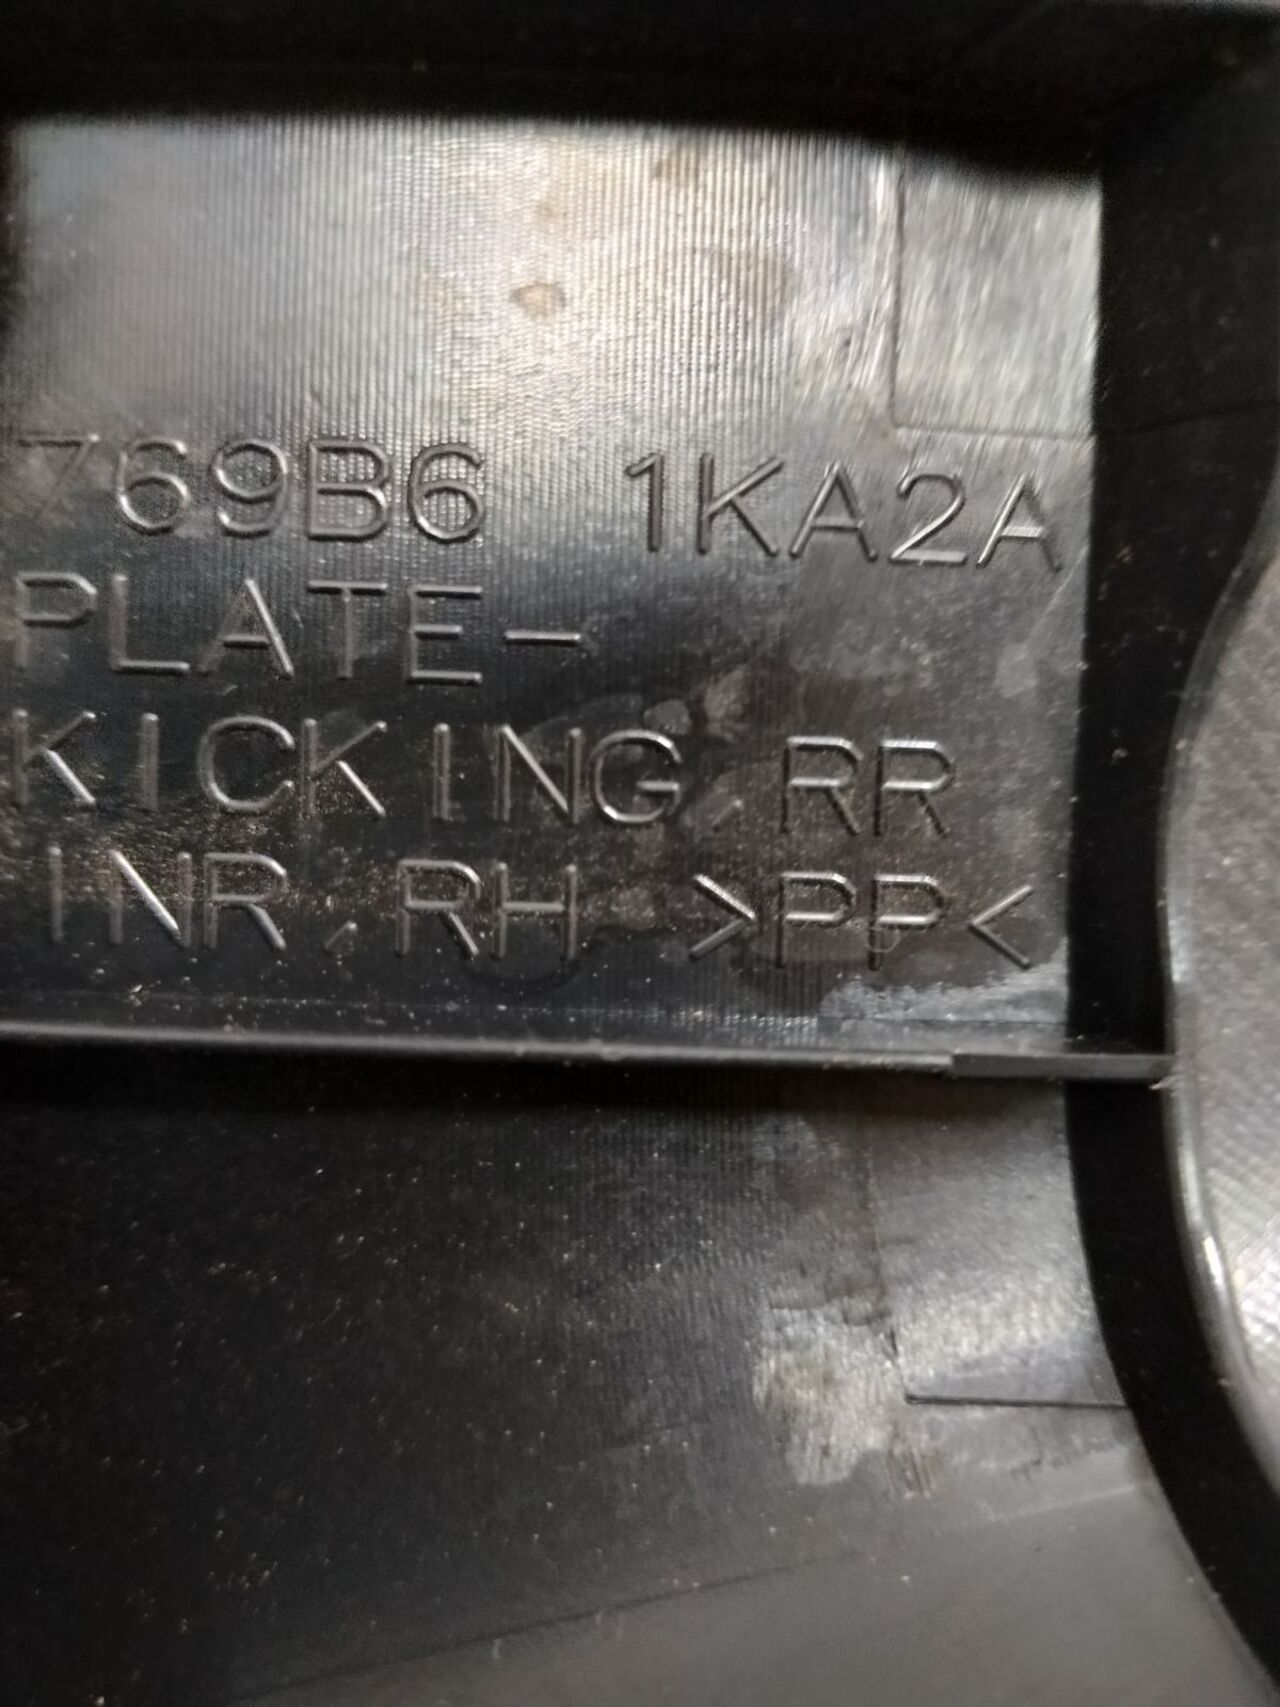 769B6 1KA2A
PLATE-
KICKING,RR
INR,RH >PP<